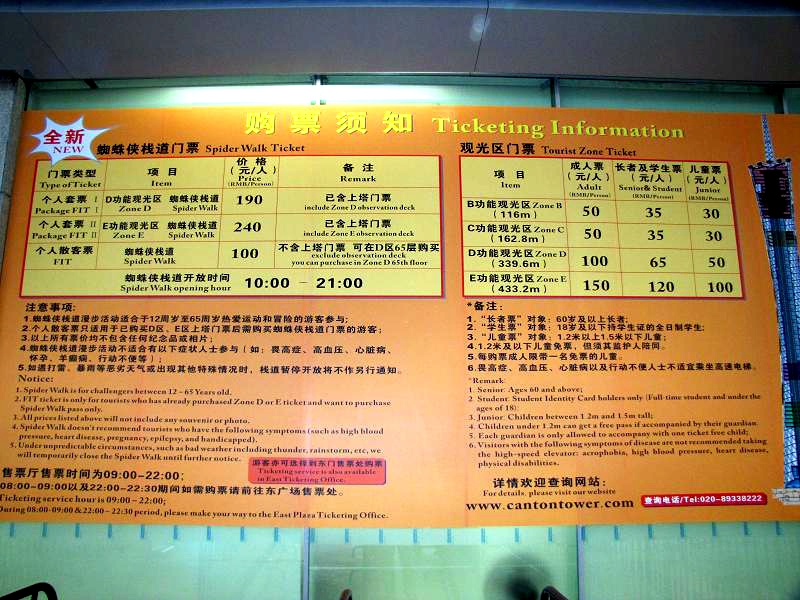 购票须知 Ticketing Information
全新
NEW
蜘蛛侠栈道门票 Spider Walk Ticket
门票类型 Type of Ticket 项目 Item 价格 (元/人) Price (RMB/Person) 备注 Remark
个人套票 I Package FIT I D功能观光区 Zone D 蜘蛛侠栈道 Spider Walk 190 已含上塔门票 include Zone D observation deck
个人套票 II Package FIT II E功能观光区 Zone E 蜘蛛侠栈道 Spider Walk 240 已含上塔门票 include Zone E observation deck
个人散客票 FIT 蜘蛛侠栈道 Spider Walk 100 不含上塔门票 可在D区65层购买 exclude observation deck you can purchase in Zone D 65th floor
蜘蛛侠栈道开放时间 Spider Walk opening hour 10:00 - 21:00
注意事项:
1.蜘蛛侠栈道漫步活动适合于12周岁至65周岁热爱运动和冒险的游客参与;
2.个人散客票只适用于已购买D区、E区上塔门票后需购买蜘蛛侠栈道门票的游客;
3.以上所有票价均不包含任何纪念品或相片;
4.蜘蛛侠栈道漫步活动不适合有以下症状人士参与(如:畏高症、高血压、心脏病、
怀孕、羊癫痫、行动不便等);
5.如遇打雷、暴雨等恶劣天气或出现其他特殊情况时,栈道暂停开放将不作另行通知。
Notice:
1. Spider Walk is for challengers between 12 – 65 Years old.
2. FIT ticket is only for tourists who has already purchased Zone D or E ticket and want to purchase
Spider Walk pass only.
3. All prices listed above will not include any souvenir or photo.
4. Spider Walk doesn't recommend tourists who have the following symptoms (such as high blood
pressure, heart disease, pregnancy, epilepsy, and handicapped).
5. Under unpredictable circumstances, such as bad weather including thunder, rainstorm, etc, we
will temporarily close the Spider Walk until further notice.
游客亦可选择到东门售票处购票
Ticketing service is also available
in East Ticketing Office.
售票厅售票时间为09:00-22:00;
08:00-09:00以及22:00-22:30期间如需购票请前往东广场售票处。
Ticketing service hour is 09:00 – 22:00;
During 08:00-09:00 & 22:00 – 22:30 period, please make your way to the East Plaza Ticketing Office.
观光区门票 Tourist Zone Ticket
项目 Item 成人票 (元/人) Adult (RMB/Person) 长者及学生票 (元/人) Senior& Student (RMB/Person) 儿童票 (元/人) Junior (RMB/Person)
B功能观光区 Zone B (116m) 50 35 30
C功能观光区 Zone C (162.8m) 50 35 30
D功能观光区 Zone D (339.6m) 100 65 50
E功能观光区 Zone E (433.2m) 150 120 100
*备注:
1.“长者票”对象:60岁及以上长者;
2.“学生票”对象:18岁及以下持学生证的全日制学生;
3.“儿童票”对象:1.2米以上1.5米以下儿童;
4.1.2米及以下儿童免票,但须其监护人陪同。
5.每购票成人限带一名免票的儿童。
6.畏高症、高血压、心脏病以及行动不便人士不适宜乘坐高速电梯。
*Remark:
1. Senior: Ages 60 and above;
2. Student: Student Identity Card holders only (Full-time student and under the
ages of 18);
3. Junior: Children between 1.2m and 1.5m tall;
4. Children under 1.2m can get a free pass if accompanied by their guardian.
5. Each guardian is only allowed to accompany with one ticket free child;
6. Visitors with the following symptoms of disease are not recommended taking
the high-speed elevator: acrophobia, high blood pressure, heart disease,
physical disabilities.
详情欢迎查询网站:
For details, please visit our website
www.cantontower.com
查询电话/Tel:020-89338222